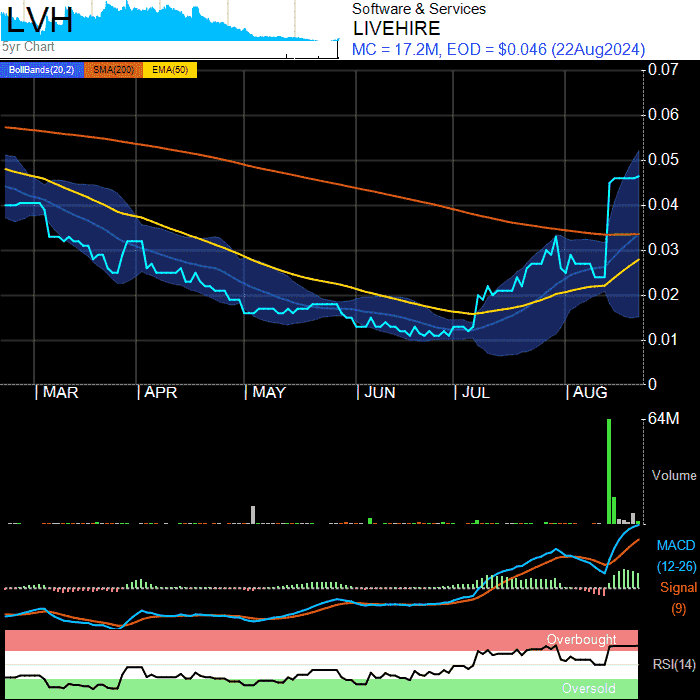 LVH
5yr Chart
Software & Services
LIVEHIRE
MC = 17.2M, EOD = $0.046 (22Aug2024)
BollBands(20,2) SMA(200) EMA(50)
0.07
0.06
0.05
0.04
0.03
0.02
0.01
0
MAR APR MAY JUN JUL AUG
64M
Volume
MACD
(12-26)
Signal
(9)
Overbought
RSI(14)
Oversold